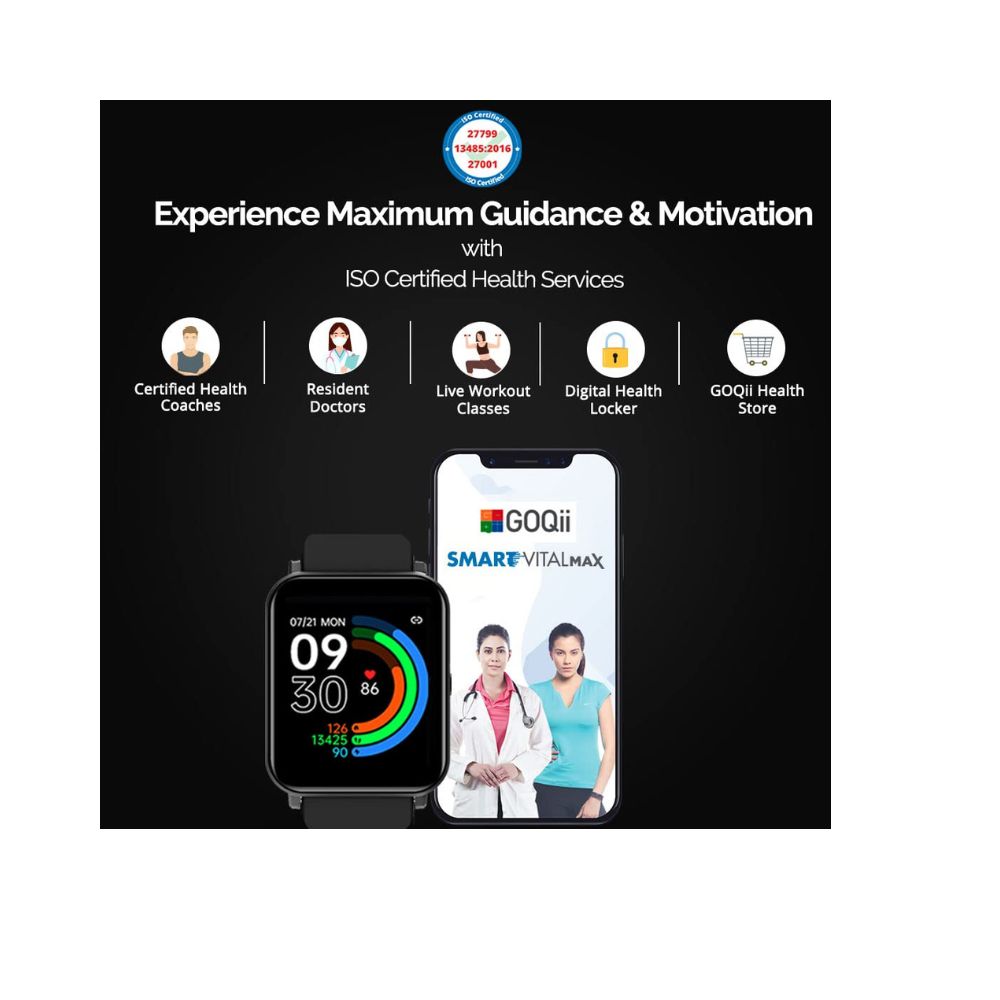 ISO Certified
27799
13485:2016
27001
ISO Certified
Experience Maximum Guidance & Motivation
with
ISO Certified Health Services
Certified Health
Coaches
Resident
Doctors
Live Workout
Classes
Digital Health
Locker
GOQii Health
Store
GOQii
SMART VITAL MAX
07/21 MON
09
30
86
126
13425
90